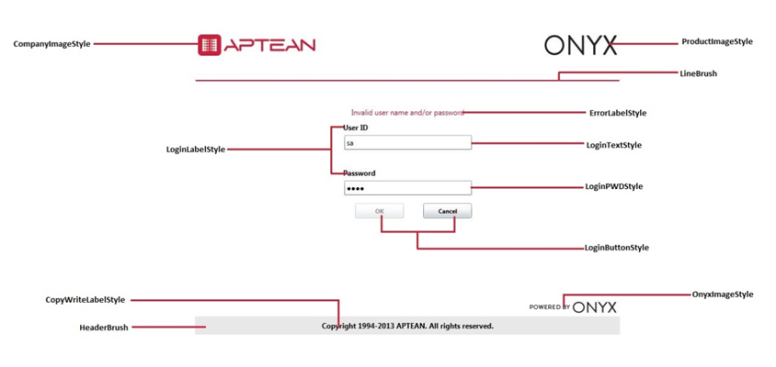 CompanyImageStyle
APTEAN
ONYX
ProductImageStyle
LineBrush
Invalid user name and/or password
ErrorLabelStyle
User ID
LoginLabelStyle
sa
LoginTextStyle
Password
••••
LoginPWDStyle
OK
Cancel
LoginButtonStyle
CopyWriteLabelStyle
POWERED BY ONYX
OnyxImageStyle
HeaderBrush
Copyright 1994-2013 APTEAN. All rights reserved.